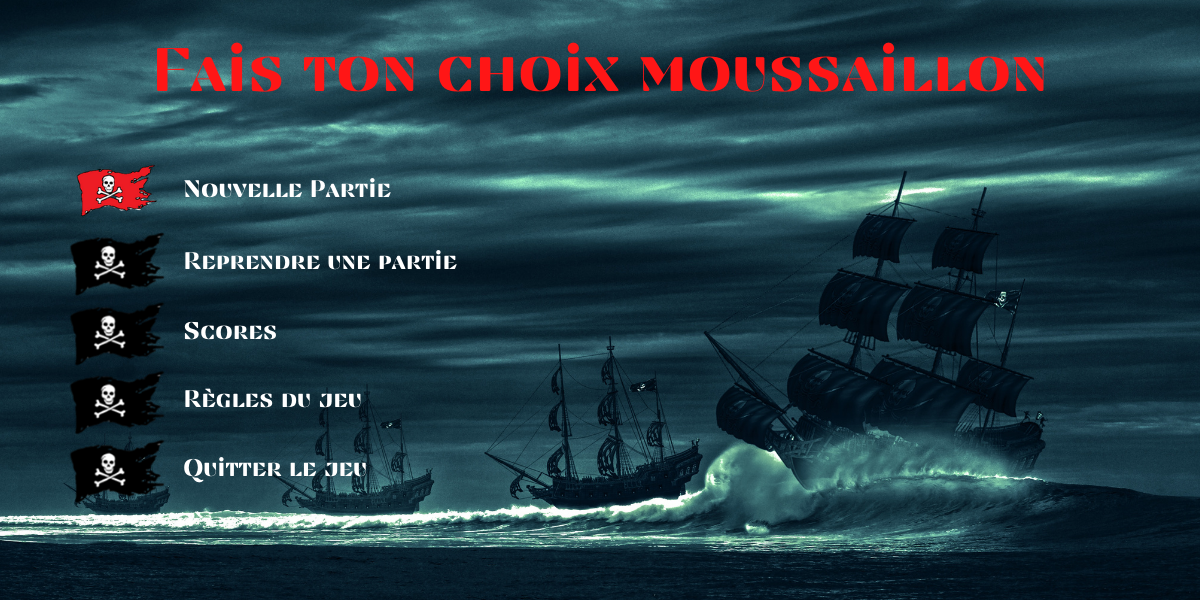 Fais ton choix moussaillon
Nouvelle Partie
Reprendre une partie
Scores
Règles du jeu
Quitter le jeu